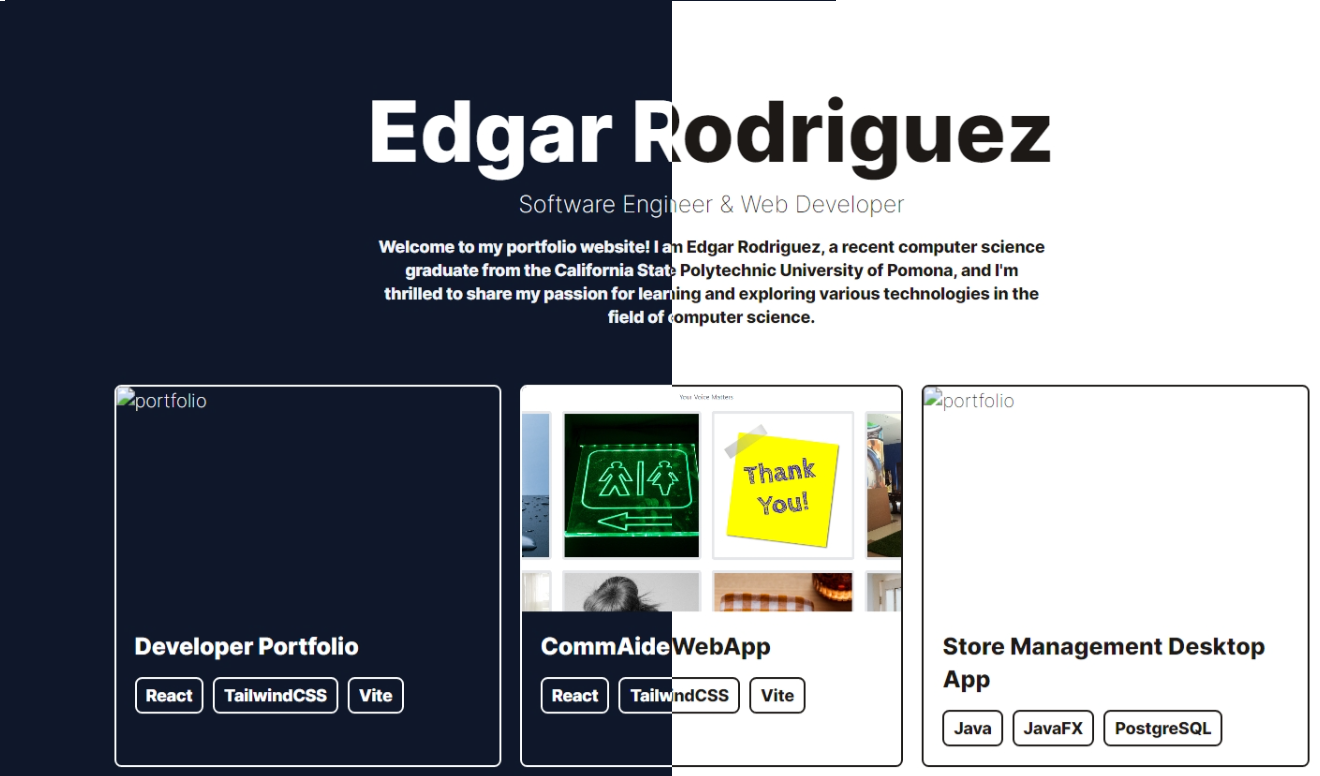 Edgar Rodriguez
Software Engineer & Web Developer
Welcome to my portfolio website! I am Edgar Rodriguez, a recent computer science
graduate from the California State Polytechnic University of Pomona, and I'm
thrilled to share my passion for learning and exploring various technologies in the
field of computer science.
portfolio
Developer Portfolio
React TailwindCSS Vite
Your Voice Matters
Thank
You!
CommAide WebApp
React TailwindCSS Vite
portfolio
Store Management Desktop
App
Java JavaFX PostgreSQL